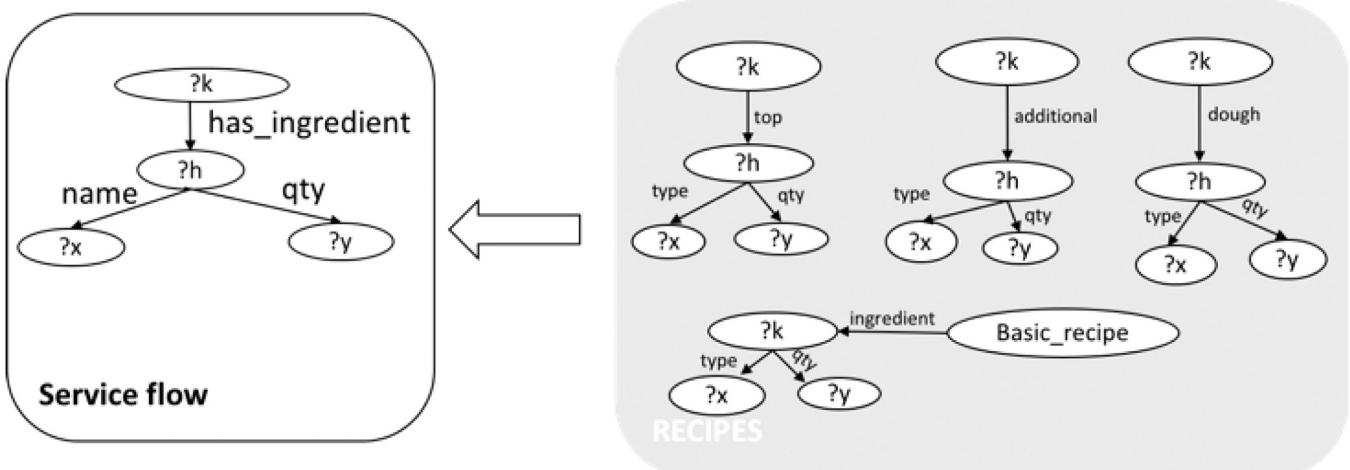 ?k
has_ingredient
?h
name
qty
?x
?y
Service flow
?k
top
?h
type
qty
?x
?y
?k
additional
?h
type
qty
?x
?y
?k
dough
?h
type
qty
?x
?y
?k
ingredient
Basic_recipe
type
qty
?x
?y
RECIPES